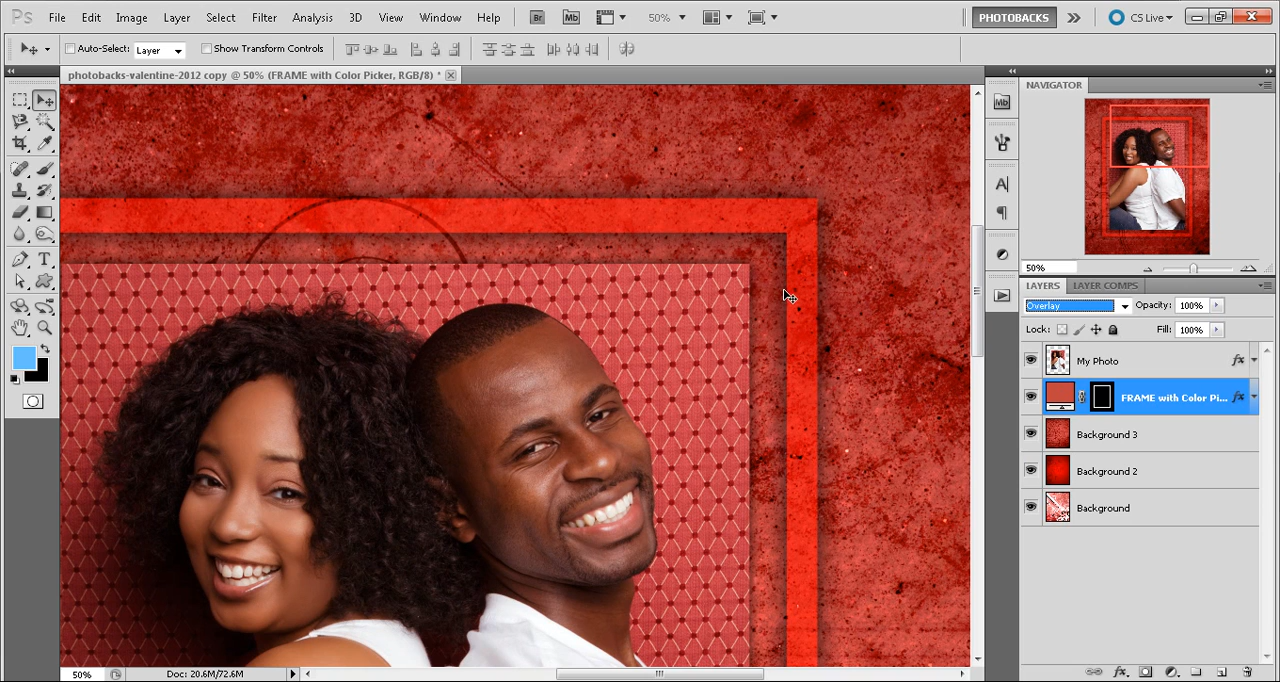 Ps File Edit Image Layer Select Filter Analysis 3D View Window Help Br Mb 50% PHOTOBACKS CS Live
Auto-Select: Layer Show Transform Controls
photobacks-valentine-2012 copy @ 50% (FRAME with Color Picker, RGB/8) *
NAVIGATOR
Mb
50%
LAYERS LAYER COMPS
Overlay Opacity: 100%
Lock: Fill: 100%
My Photo fx
FRAME with Color Pi... fx
Background 3
Background 2
Background
50% Doc: 20.6M/72.6M